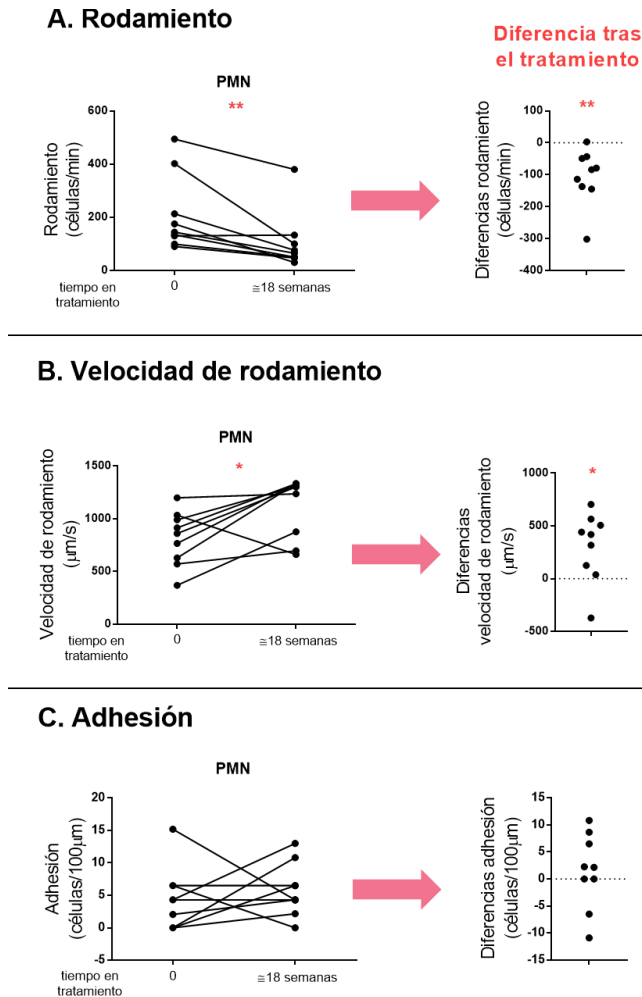 A. Rodamiento
Diferencia tras
el tratamiento
PMN
**
600
400
200
0
Rodamiento
(células/min)
tiempo en
tratamiento
0
≅18 semanas
**
100
0
-100
-200
-300
-400
Diferencias rodamiento
(células/min)
B. Velocidad de rodamiento
PMN
*
1500
1000
500
0
Velocidad de rodamiento
(μm/s)
tiempo en
tratamiento
0
≅18 semanas
*
1000
500
0
-500
Diferencias
velocidad de rodamiento
(μm/s)
C. Adhesión
PMN
20
15
10
5
0
-5
Adhesión
(células/100μm)
tiempo en
tratamiento
0
≅18 semanas
15
10
5
0
-5
-10
-15
Diferencias adhesión
(células/100μm)